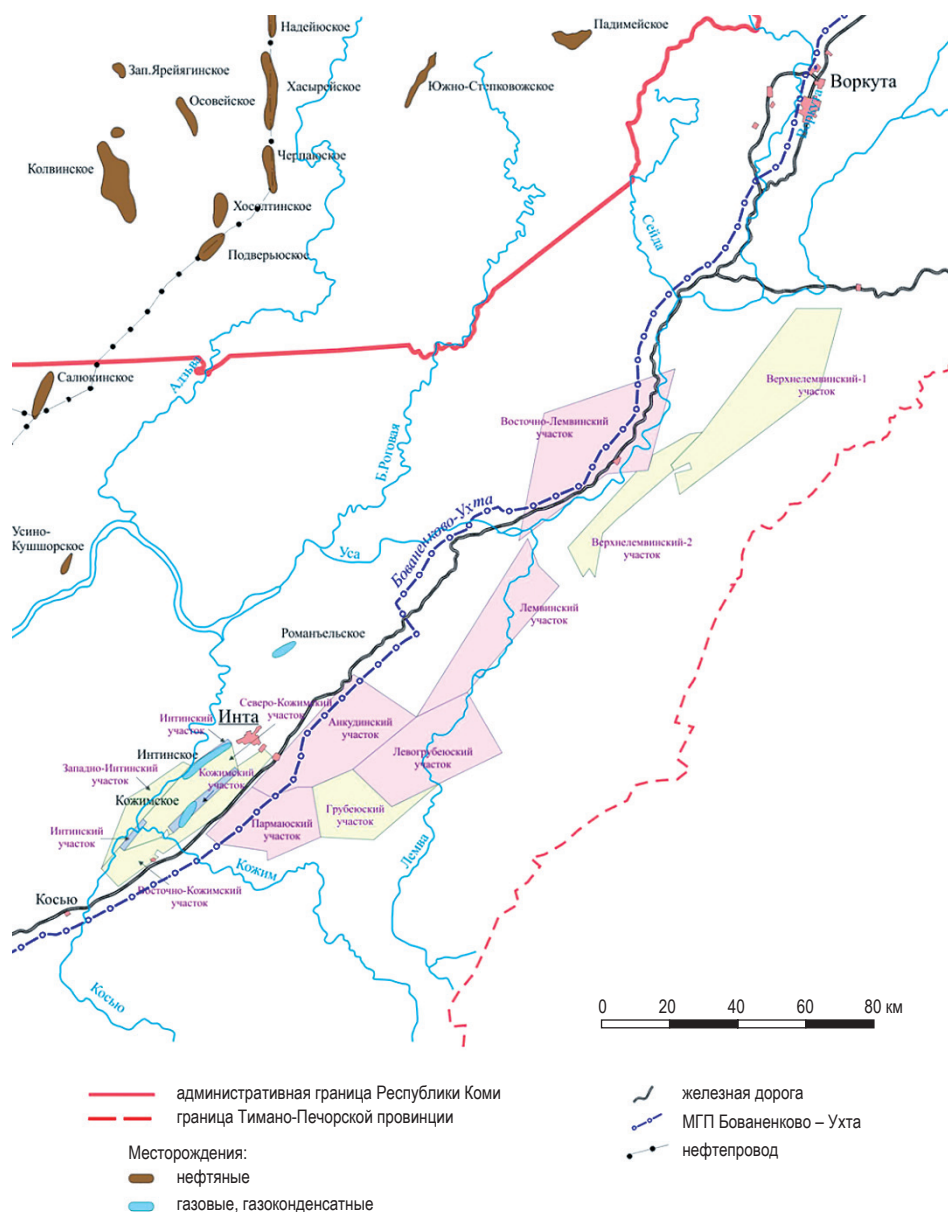 Надейюское
Падимейское
Зап.Ярейягинское
Хасырейское
Южно-Степковожское
Воркута
Осовейское
Воркута
Черпаюское
Колвинское
Хосолтинское
Сейда
Подверьюское
Алзьва
Салюкинское
Верхнелемвинский-1
участок
Восточно-Лемвинский
участок
Б.Роговая
Бованенково-Ухта
Усино-
Кушшорское
Уса
Верхнелемвинский-2
участок
Лемвинский
участок
Романъельское
Северо-Кожимский
участок
Инта
Интинский
участок
Анкудинский
участок
Интинское
Левогрубеюский
участок
Западно-Интинский
участок
Кожимский
участок
Кожимское
Грубеюский
участок
Пармаюский
участок
Интинский
участок
Лемва
Кожим
Восточно-Кожимский
участок
Косью
Косью
0 20 40 60 80 км
административная граница Республики Коми
граница Тимано-Печорской провинции
Месторождения:
нефтяные
газовые, газоконденсатные
железная дорога
МГП Бованенково – Ухта
нефтепровод